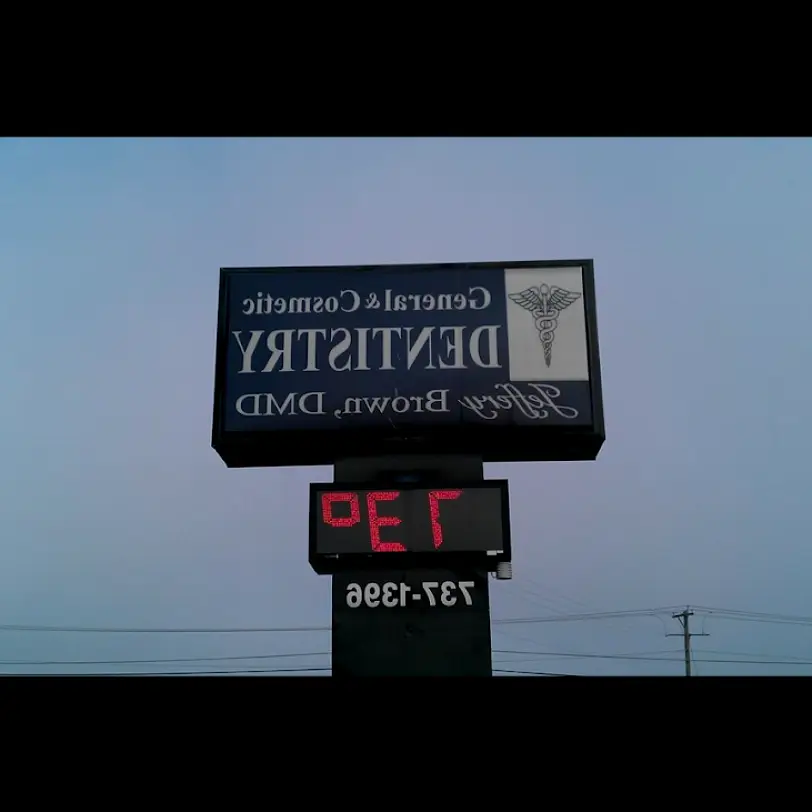 General & Cosmetic
DENTISTRY
Jeffery Brown, DMD
73°
737-1396